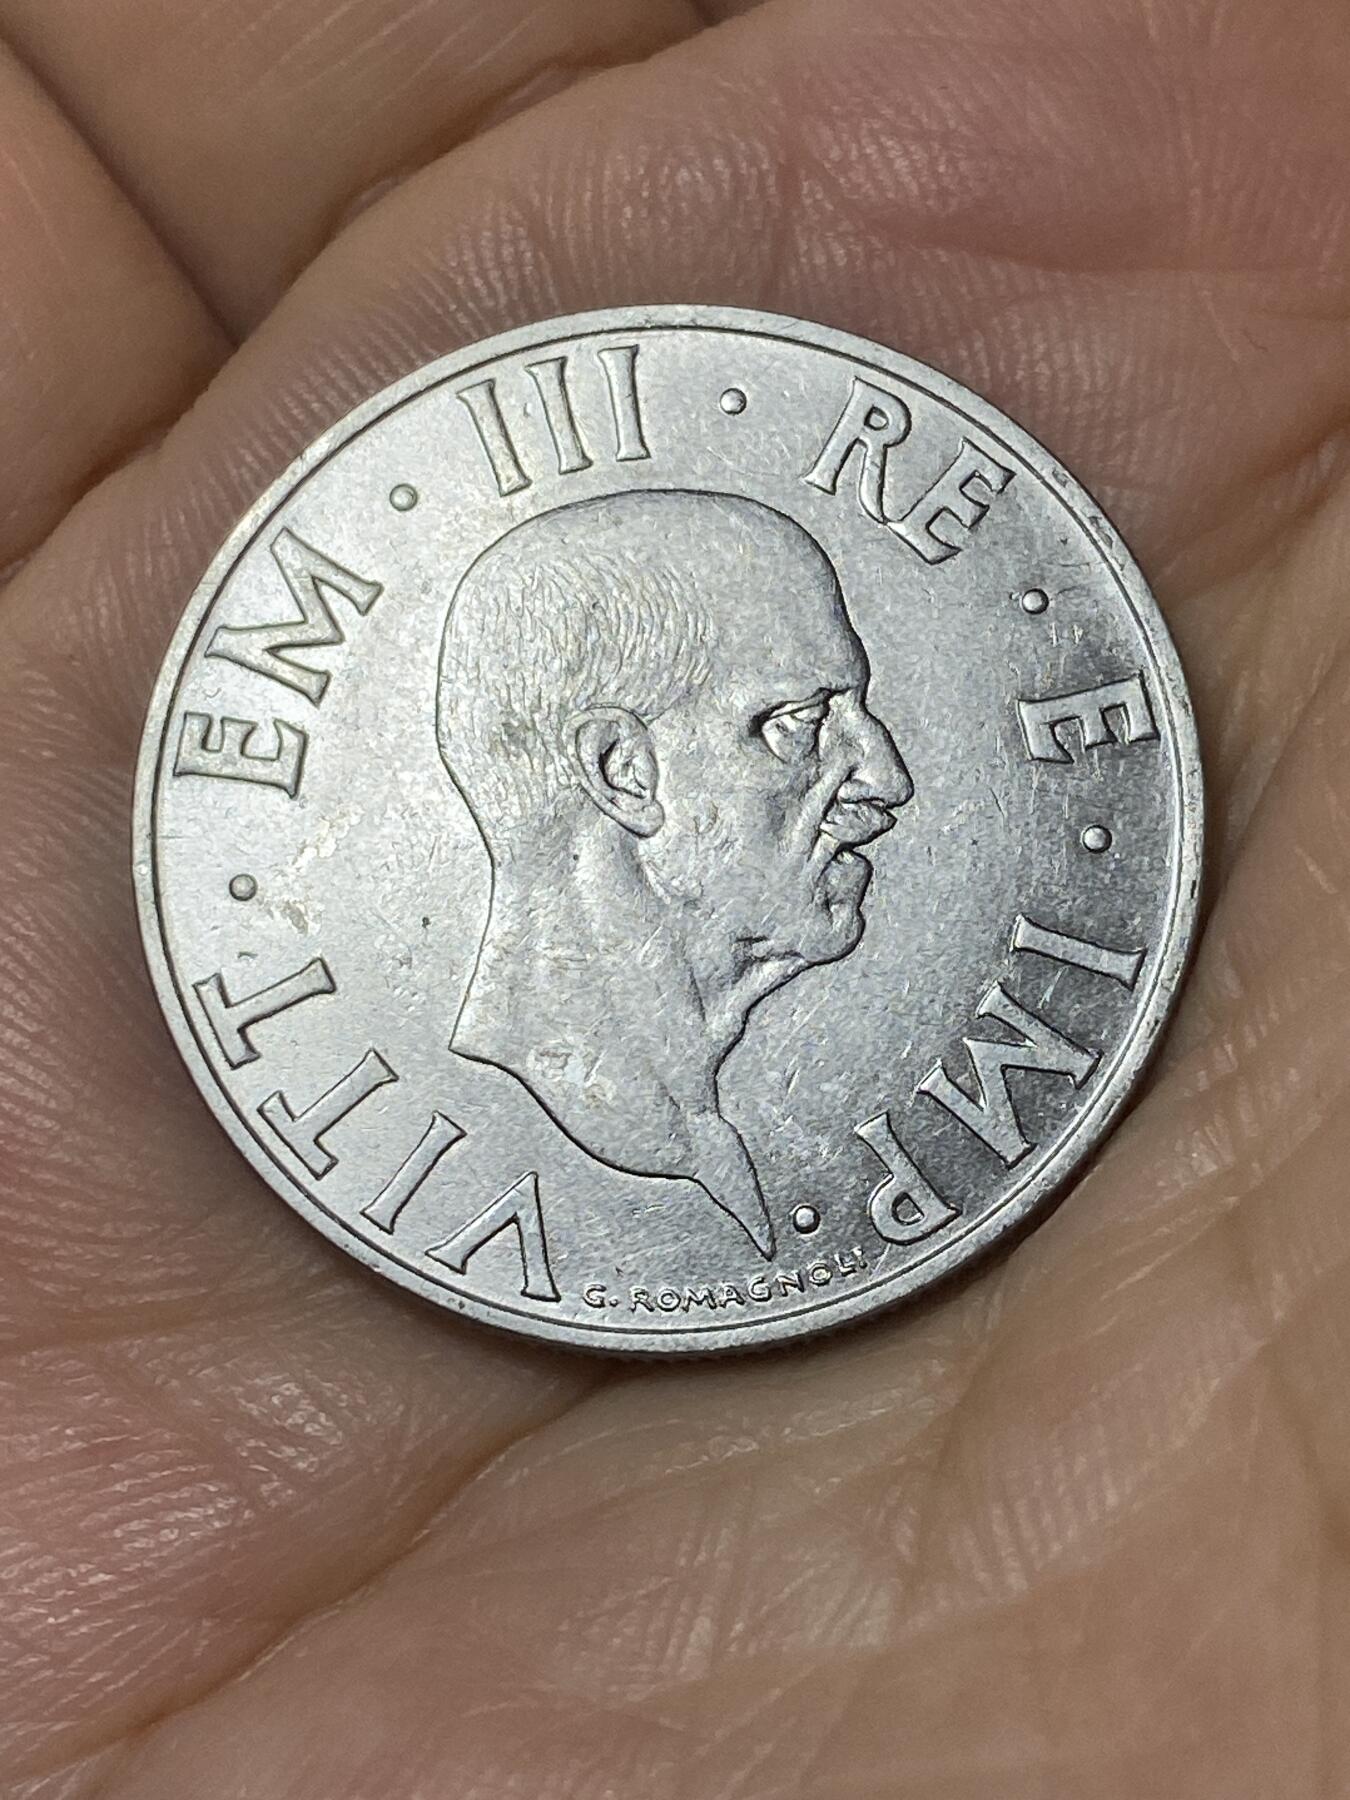 VITT · EM · III · RE · E · IMP ·
G. ROMAGNOLI